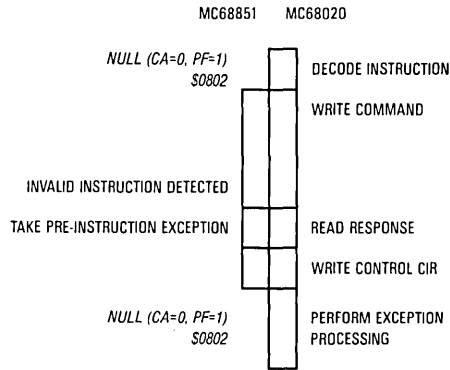 MC68851 MC68020
NULL (CA=0, PF=1) DECODE INSTRUCTION
$0802
WRITE COMMAND
INVALID INSTRUCTION DETECTED
TAKE PRE-INSTRUCTION EXCEPTION READ RESPONSE
WRITE CONTROL CIR
NULL (CA=0, PF=1) PERFORM EXCEPTION
$0802 PROCESSING